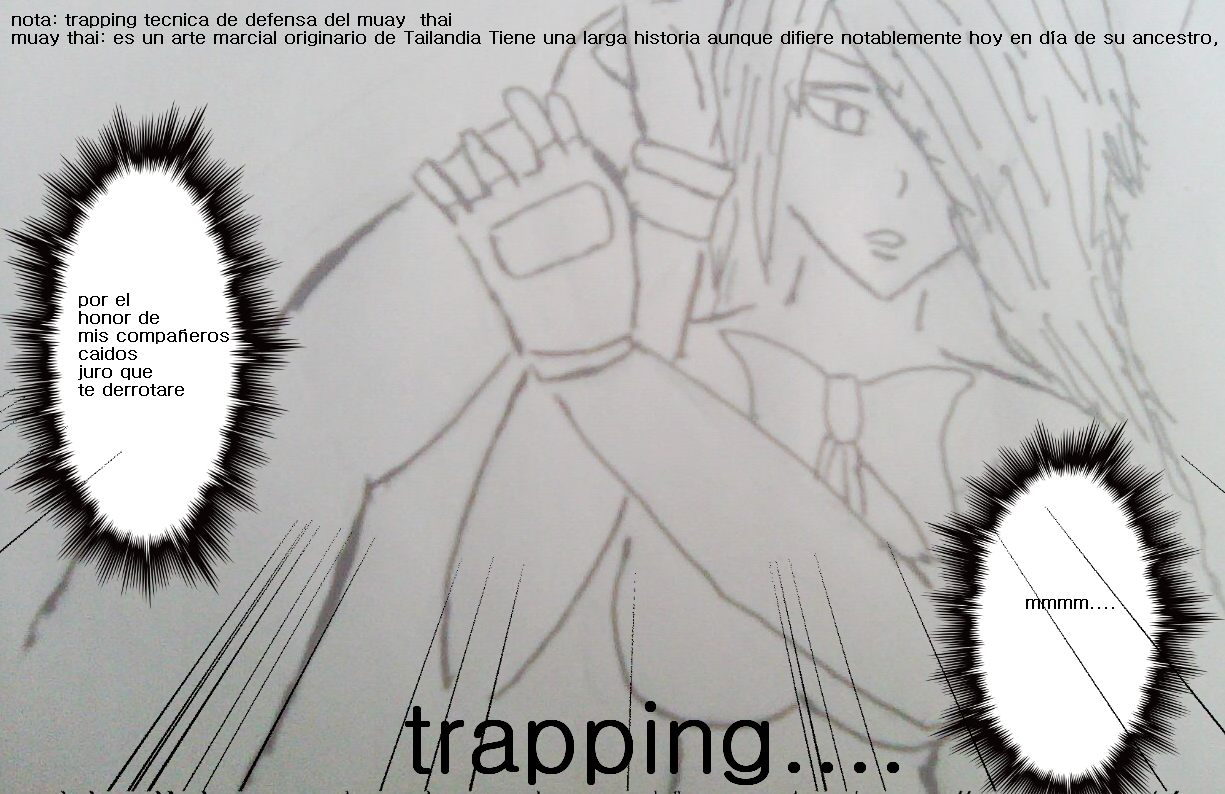 nota: trapping tecnica de defensa del muay thai
muay thai: es un arte marcial originario de Tailandia Tiene una larga historia aunque difiere notablemente hoy en día de su ancestro,
por el
honor de
mis compañeros
caidos
juro que
te derrotare
mmmm....
trapping....